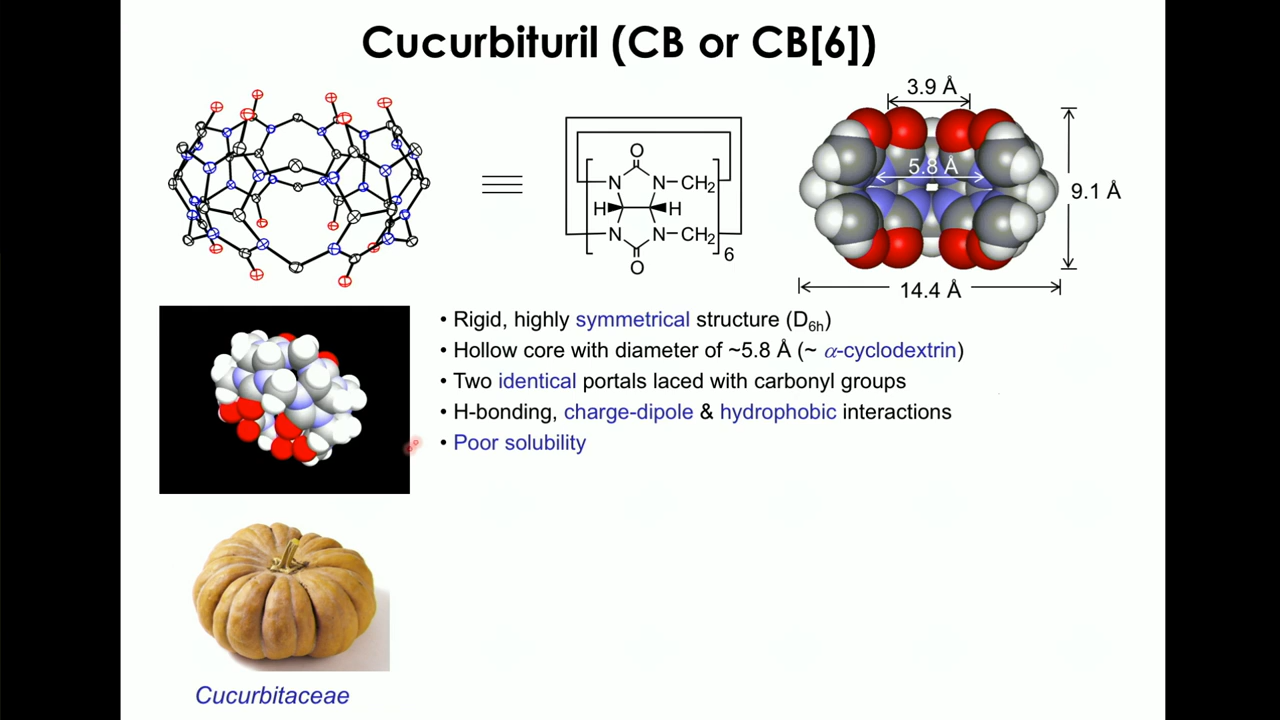 Cucurbituril (CB or CB[6])
3.9 Å
5.8 Å
9.1 Å
14.4 Å
O
N N CH2
H H
N N CH2
6
O
• Rigid, highly symmetrical structure (D6h)
• Hollow core with diameter of ~5.8 Å (~ α-cyclodextrin)
• Two identical portals laced with carbonyl groups
• H-bonding, charge-dipole & hydrophobic interactions
• Poor solubility
Cucurbitaceae